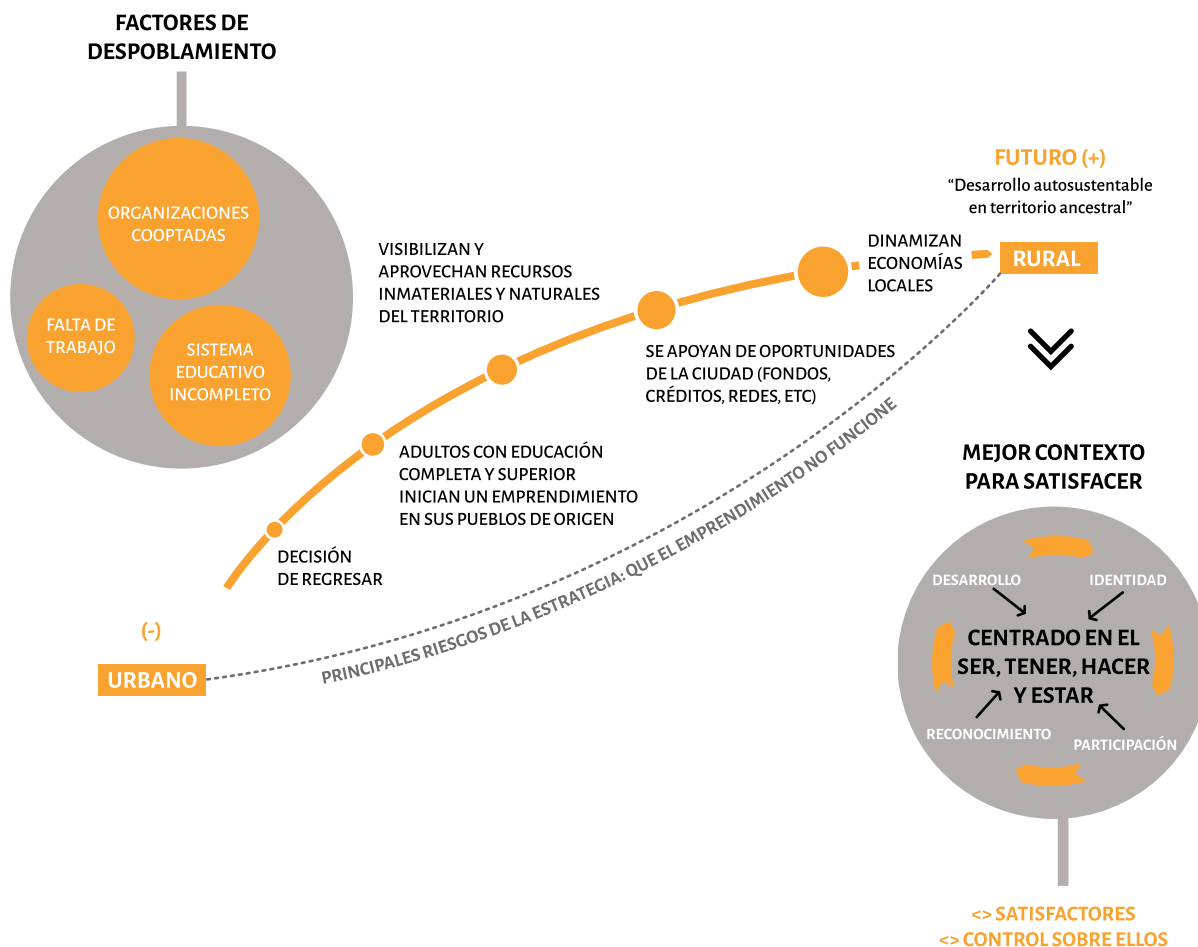 FACTORES DE
DESPOBLAMIENTO
ORGANIZACIONES
COOPTADAS
FALTA DE
TRABAJO
SISTEMA
EDUCATIVO
INCOMPLETO
VISIBILIZAN Y
APROVECHAN RECURSOS
INMATERIALES Y NATURALES
DEL TERRITORIO
DINAMIZAN
ECONOMÍAS
LOCALES
FUTURO (+)
“Desarrollo autosustentable
en territorio ancestral”
RURAL
SE APOYAN DE OPORTUNIDADES
DE LA CIUDAD (FONDOS,
CRÉDITOS, REDES, ETC)
ADULTOS CON EDUCACIÓN
COMPLETA Y SUPERIOR
INICIAN UN EMPRENDIMIENTO
EN SUS PUEBLOS DE ORIGEN
DECISIÓN
DE REGRESAR
(-)
URBANO
PRINCIPALES RIESGOS DE LA ESTRATEGIA: QUE EL EMPRENDIMIENTO NO FUNCIONE
MEJOR CONTEXTO
PARA SATISFACER
DESARROLLO
IDENTIDAD
CENTRADO EN EL
SER, TENER, HACER
Y ESTAR
RECONOCIMIENTO
PARTICIPACIÓN
<> SATISFACTORES
<> CONTROL SOBRE ELLOS